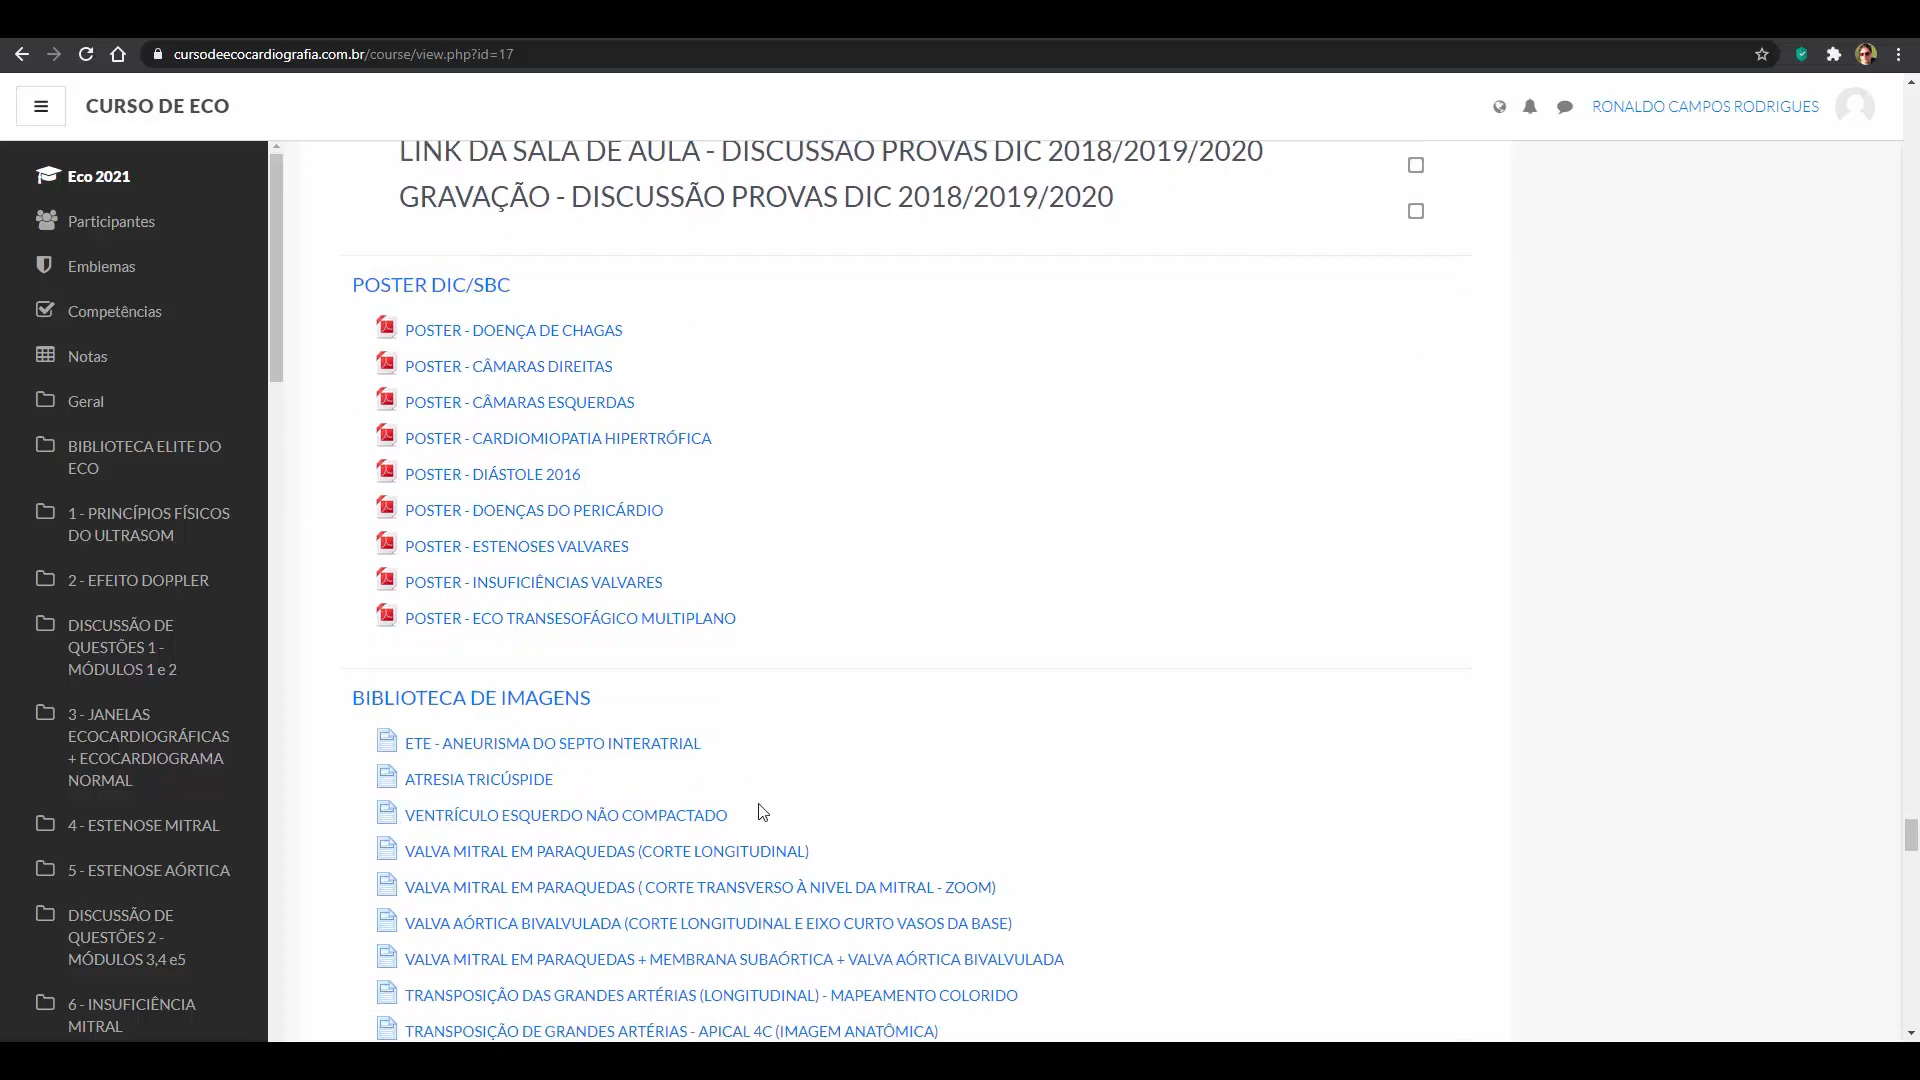 cursodeecocardiografia.com.br/course/view.php?id=17
CURSO DE ECO
RONALDO CAMPOS RODRIGUES
Eco 2021
Participantes
Emblemas
Competências
Notas
Geral
BIBLIOTECA ELITE DO
ECO
1 - PRINCÍPIOS FÍSICOS
DO ULTRASOM
2 - EFEITO DOPPLER
DISCUSSÃO DE
QUESTÕES 1 -
MÓDULOS 1 e 2
3 - JANELAS
ECOCARDIOGRÁFICAS
+ ECOCARDIOGRAMA
NORMAL
4 - ESTENOSE MITRAL
5 - ESTENOSE AÓRTICA
DISCUSSÃO DE
QUESTÕES 2 -
MÓDULOS 3,4 e5
6 - INSUFICIÊNCIA
MITRAL
LINK DA SALA DE AULA - DISCUSSÃO PROVAS DIC 2018/2019/2020
GRAVAÇÃO - DISCUSSÃO PROVAS DIC 2018/2019/2020
POSTER DIC/SBC
POSTER - DOENÇA DE CHAGAS
POSTER - CÂMARAS DIREITAS
POSTER - CÂMARAS ESQUERDAS
POSTER - CARDIOMIOPATIA HIPERTRÓFICA
POSTER - DIÁSTOLE 2016
POSTER - DOENÇAS DO PERICÁRDIO
POSTER - ESTENOSES VALVARES
POSTER - INSUFICIÊNCIAS VALVARES
POSTER - ECO TRANSESOFÁGICO MULTIPLANO
BIBLIOTECA DE IMAGENS
ETE - ANEURISMA DO SEPTO INTERATRIAL
ATRESIA TRICÚSPIDE
VENTRÍCULO ESQUERDO NÃO COMPACTADO
VALVA MITRAL EM PARAQUEDAS (CORTE LONGITUDINAL)
VALVA MITRAL EM PARAQUEDAS ( CORTE TRANSVERSO À NIVEL DA MITRAL - ZOOM)
VALVA AÓRTICA BIVALVULADA (CORTE LONGITUDINAL E EIXO CURTO VASOS DA BASE)
VALVA MITRAL EM PARAQUEDAS + MEMBRANA SUBAÓRTICA + VALVA AÓRTICA BIVALVULADA
TRANSPOSIÇÃO DAS GRANDES ARTÉRIAS (LONGITUDINAL) - MAPEAMENTO COLORIDO
TRANSPOSIÇÃO DE GRANDES ARTÉRIAS - APICAL 4C (IMAGEM ANATÔMICA)